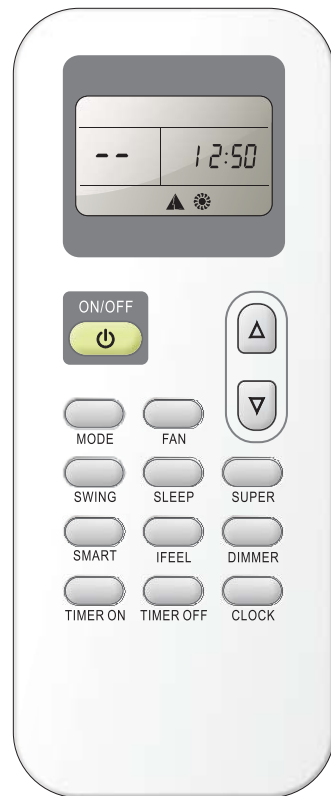 -- 12:50
ON/OFF
MODE FAN
SWING SLEEP SUPER
SMART IFEEL DIMMER
TIMER ON TIMER OFF CLOCK